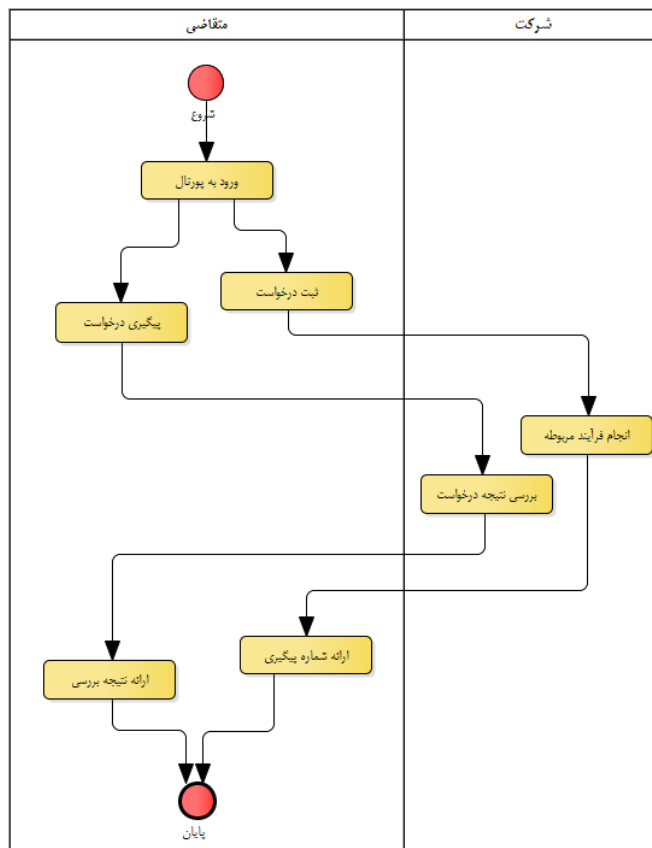 شرکت
متقاضی
شروع
ورود به پورتال
ثبت درخواست
پیگیری درخواست
انجام فرآیند مربوطه
بررسی نتیجه درخواست
ارائه شماره پیگیری
ارائه نتیجه بررسی
پایان